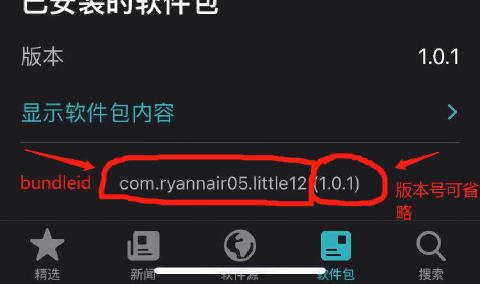 已安装的软件包
版本 1.0.1
显示软件包内容
bundleid com.ryannair05.little12 (1.0.1) 版本号可省
略
精选 新闻 软件源 软件包 搜索